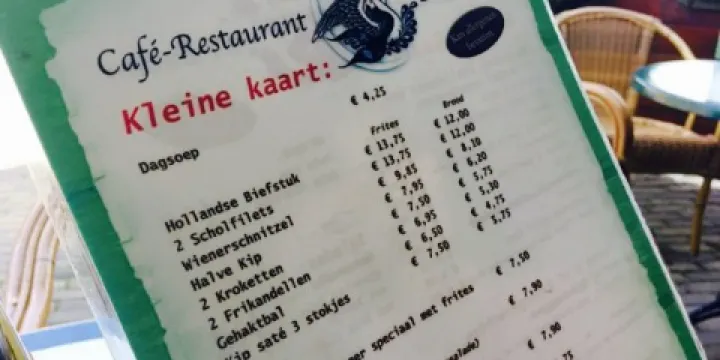 Café-Restaurant
Kleine kaart:
Dagsoep € 4,25
Frites Brood
Hollandse Biefstuk € 13,75 € 12,00
2 Scholfilets € 13,75 € 12,00
Wienerschnitzel € 9,85 € 8,10
Halve Kip € 7,95 € 6,20
2 Kroketten € 7,50 € 5,75
2 Frikandellen € 6,95 € 5,30
Gehaktbal € 6,50 € 4,75
Kip saté 3 stokjes € 7,50 € 5,75
speciaal met frites € 7,50
€ 7,90
€ 7,90